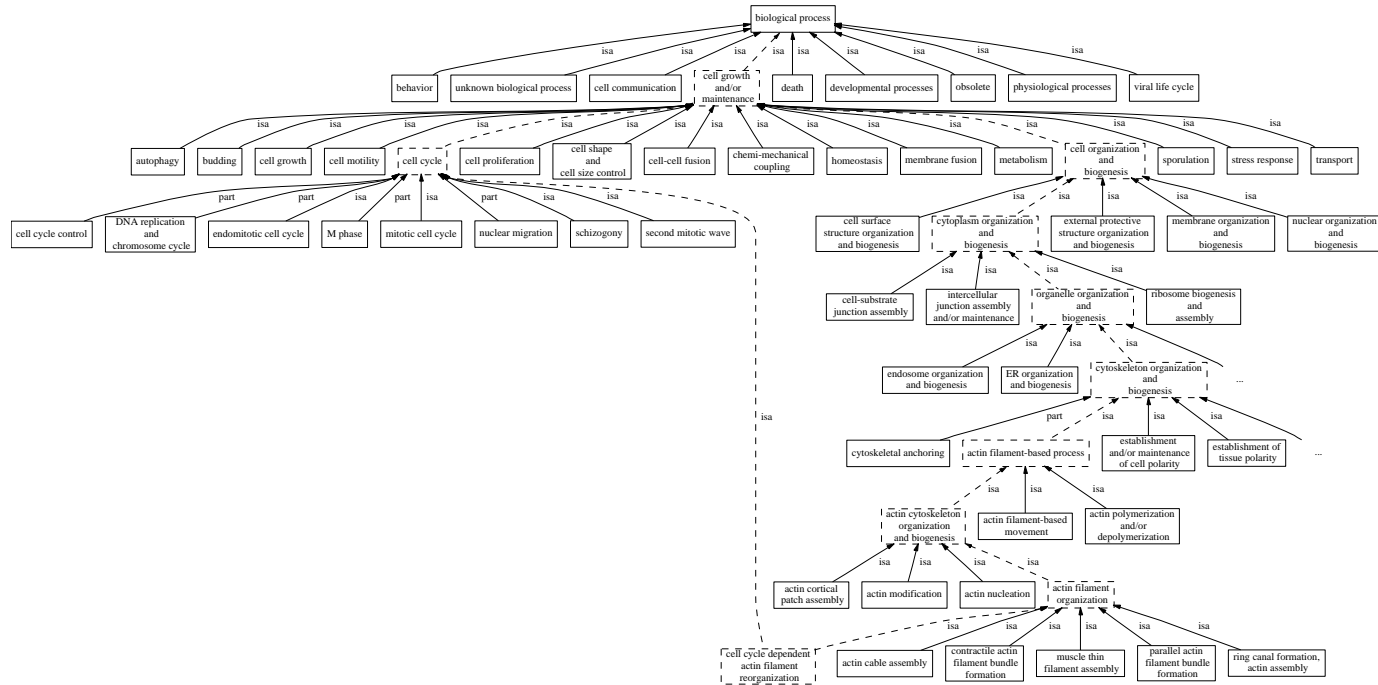 biological process
isa isa isa isa isa isa isa isa isa
behavior
unknown biological process
cell communication
cell growth
and/or
maintenance
death
developmental processes
obsolete
physiological processes
viral life cycle
isa isa isa isa isa isa isa isa isa isa isa isa isa isa isa isa
autophagy
budding
cell growth
cell motility
cell cycle
cell proliferation
cell shape
and
cell size control
cell-cell fusion
chemi-mechanical
coupling
homeostasis
membrane fusion
metabolism
cell organization
and
biogenesis
sporulation
stress response
transport
part part isa isa part isa part isa isa
isa isa isa isa isa
cell cycle control
DNA replication
and
chromosome cycle
endomitotic cell cycle
M phase
mitotic cell cycle
nuclear migration
schizogony
second mitotic wave
cell surface
structure organization
and biogenesis
cytoplasm organization
and
biogenesis
external protective
structure organization
and biogenesis
membrane organization
and
biogenesis
nuclear organization
and
biogenesis
isa isa isa isa
cell-substrate
junction assembly
intercellular
junction assembly
and/or maintenance
organelle organization
and
biogenesis
ribosome biogenesis
and
assembly
isa isa isa isa
endosome organization
and biogenesis
ER organization
and biogenesis
cytoskeleton organization
and
biogenesis
...
isa
part isa isa isa isa
cytoskeletal anchoring
actin filament-based process
establishment
and/or maintenance
of cell polarity
establishment of
tissue polarity
...
isa isa isa
actin cytoskeleton
organization
and biogenesis
actin filament-based
movement
actin polymerization
and/or
depolymerization
isa isa isa isa
actin cortical
patch assembly
actin modification
actin nucleation
actin filament
organization
isa isa isa isa isa isa
cell cycle dependent
actin filament
reorganization
actin cable assembly
contractile actin
filament bundle
formation
muscle thin
filament assembly
parallel actin
filament bundle
formation
ring canal formation,
actin assembly